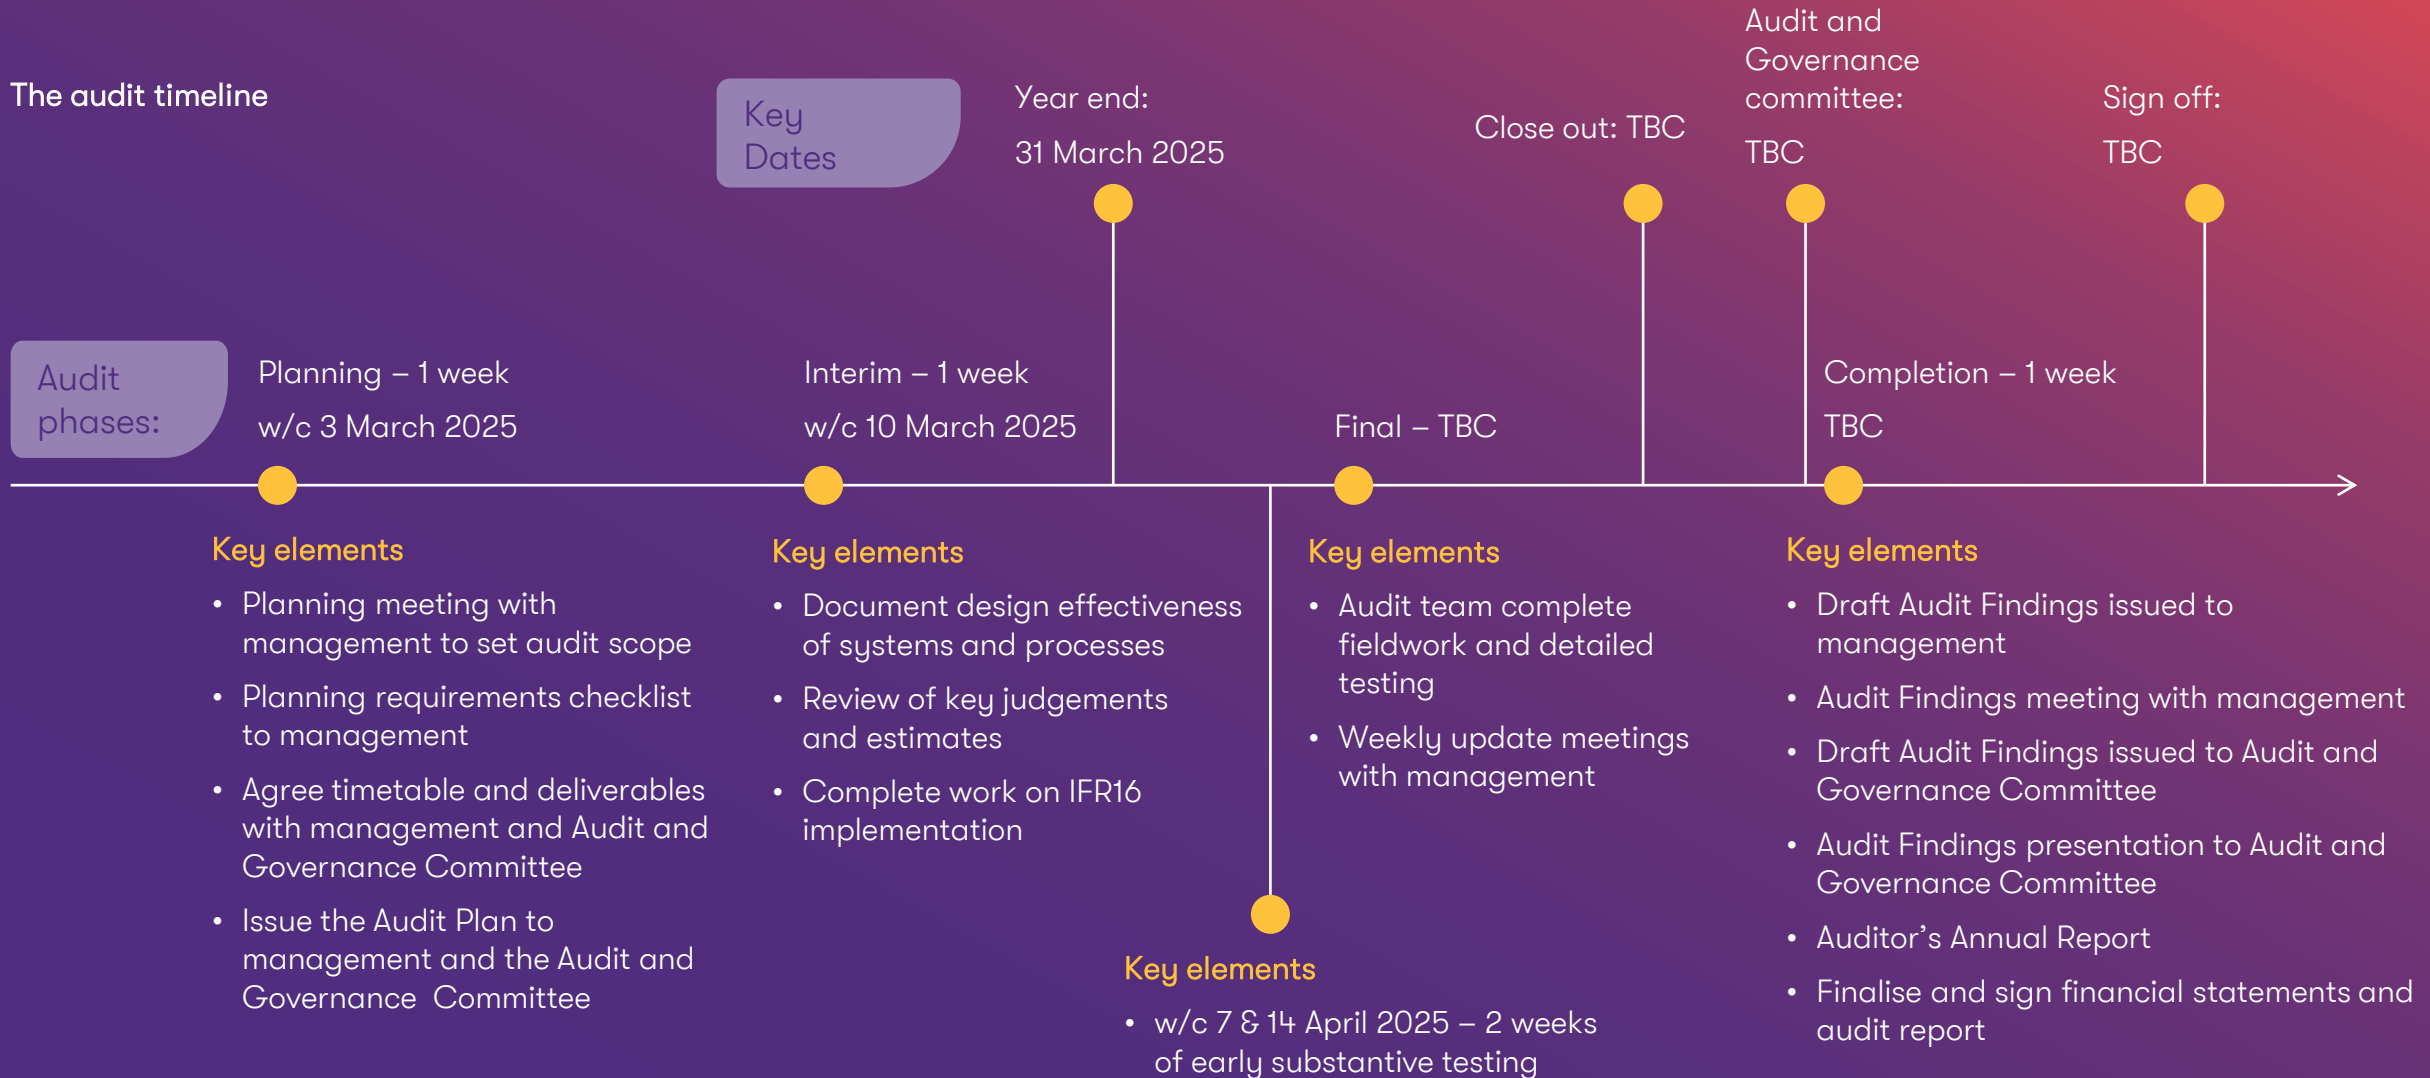 The audit timeline
Key
Dates
Year end:
31 March 2025
Close out: TBC
Audit and
Governance
committee:
TBC
Sign off:
TBC
Audit
phases:
Planning – 1 week
w/c 3 March 2025
Interim – 1 week
w/c 10 March 2025
Final – TBC
Completion – 1 week
TBC
Key elements
• Planning meeting with
management to set audit scope
• Planning requirements checklist
to management
• Agree timetable and deliverables
with management and Audit and
Governance Committee
• Issue the Audit Plan to
management and the Audit and
Governance  Committee
Key elements
• Document design effectiveness
of systems and processes
• Review of key judgements
and estimates
• Complete work on IFR16
implementation
Key elements
• w/c 7 & 14 April 2025 – 2 weeks
of early substantive testing
Key elements
• Audit team complete
fieldwork and detailed
testing
• Weekly update meetings
with management
Key elements
• Draft Audit Findings issued to
management
• Audit Findings meeting with management
• Draft Audit Findings issued to Audit and
Governance Committee
• Audit Findings presentation to Audit and
Governance Committee
• Auditor’s Annual Report
• Finalise and sign financial statements and
audit report